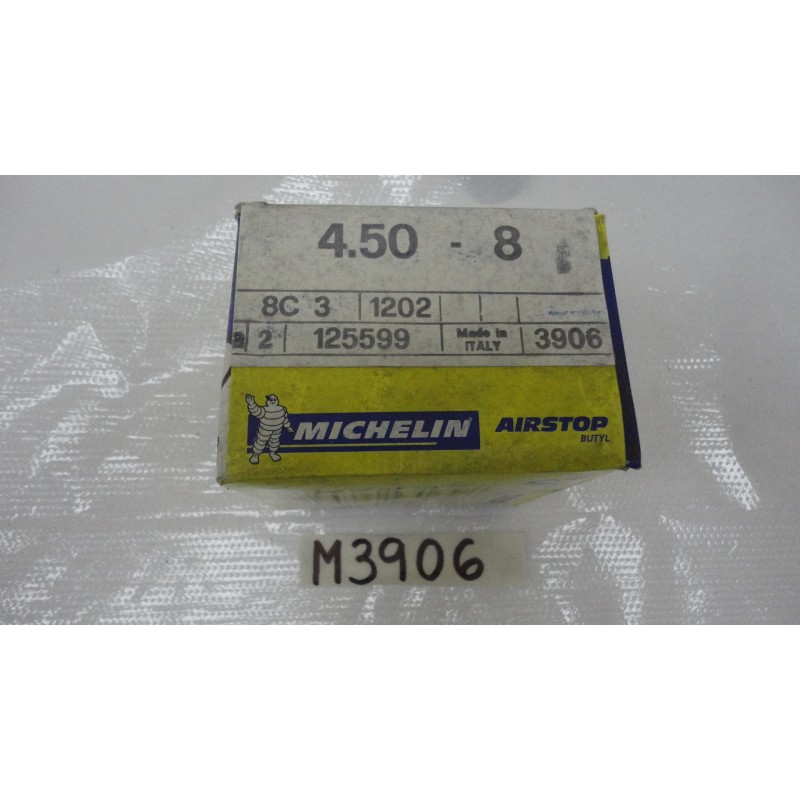 4.50 - 8
8C 3 1202
2 125599 Made in ITALY 3906
MICHELIN AIRSTOP
BUTYL
M3906